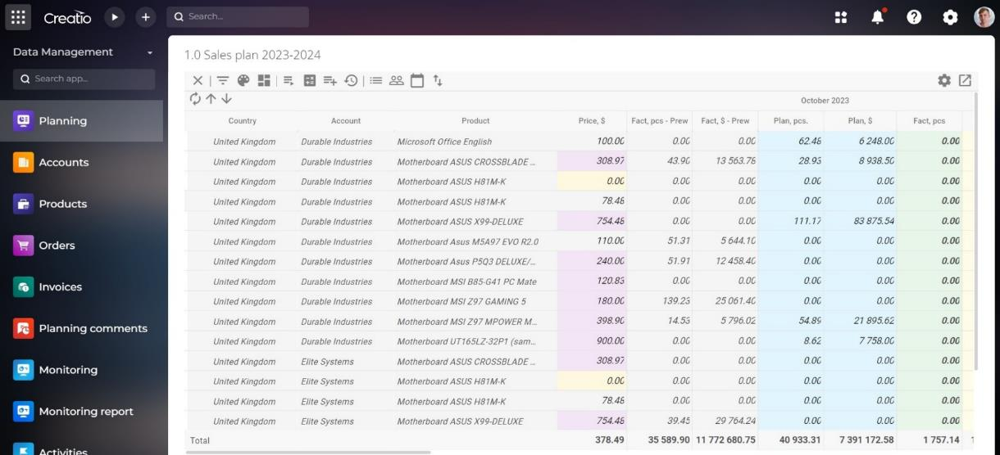 Creatio
Search...
Data Management
Search app...
Planning
Accounts
Products
Orders
Invoices
Planning comments
Monitoring
Monitoring report
Activities
1.0 Sales plan 2023-2024
October 2023
Country Account Product Price, $ Fact, pcs - Prew Fact, $ - Prew Plan, pcs. Plan, $ Fact, pcs
United Kingdom Durable Industries Microsoft Office English 100.00 0.00 0.00 62.48 6 248.00 0.00
United Kingdom Durable Industries Motherboard ASUS CROSSBLADE ... 308.97 43.90 13 563.78 28.93 8 938.50 0.00
United Kingdom Durable Industries Motherboard ASUS H81M-K 0.00 0.00 0.00 0.00 0.00 0.00
United Kingdom Durable Industries Motherboard ASUS H81M-K 78.48 0.00 0.00 0.00 0.00 0.00
United Kingdom Durable Industries Motherboard ASUS X99-DELUXE 754.48 0.00 0.00 111.17 83 875.54 0.00
United Kingdom Durable Industries Motherboard Asus M5A97 EVO R2.0 110.00 51.31 5 644.10 0.00 0.00 0.00
United Kingdom Durable Industries Motherboard Asus P5Q3 DELUXE/... 240.00 51.91 12 458.40 0.00 0.00 0.00
United Kingdom Durable Industries Motherboard MSI B85-G41 PC Mate 120.83 0.00 0.00 0.00 0.00 0.00
United Kingdom Durable Industries Motherboard MSI Z97 GAMING 5 180.00 139.23 25 061.40 0.00 0.00 0.00
United Kingdom Durable Industries Motherboard MSI Z97 MPOWER M... 398.90 14.53 5 796.02 54.89 21 895.62 0.00
United Kingdom Durable Industries Motherboard UT165LZ-32P1 (sam... 900.00 0.00 0.00 8.62 7 758.00 0.00
United Kingdom Elite Systems Motherboard ASUS CROSSBLADE ... 308.97 0.00 0.00 0.00 0.00 0.00
United Kingdom Elite Systems Motherboard ASUS H81M-K 0.00 0.00 0.00 0.00 0.00 0.00
United Kingdom Elite Systems Motherboard ASUS H81M-K 78.48 0.00 0.00 0.00 0.00 0.00
United Kingdom Elite Systems Motherboard ASUS X99-DELUXE 754.48 39.45 29 764.24 0.00 0.00 0.00
Total 378.49 35 589.90 11 772 680.75 40 933.31 7 391 172.58 1 757.14